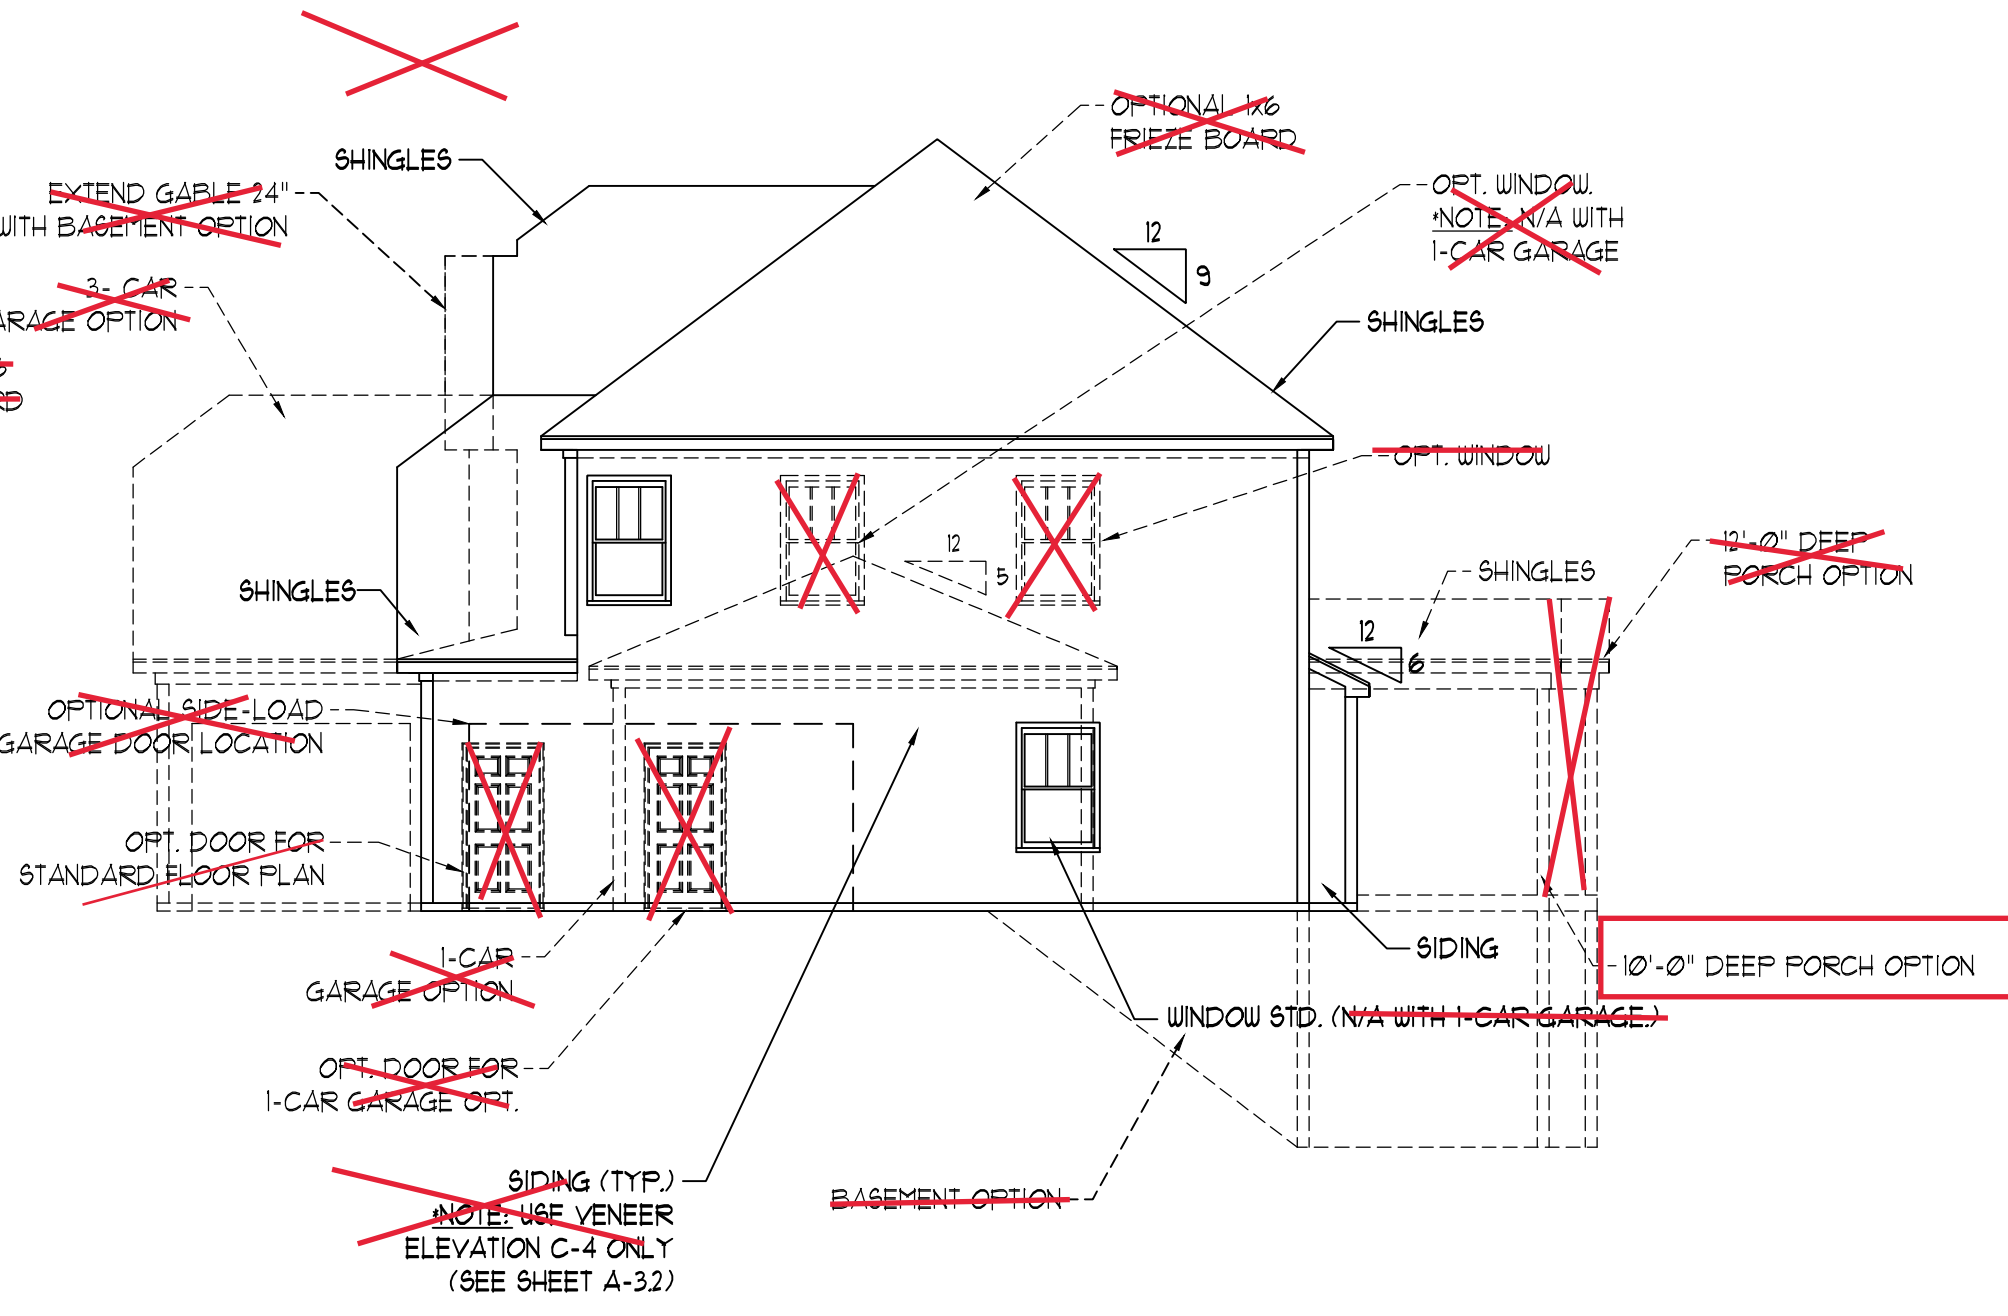 OPTIONAL 1x6
FRIEZE BOARD
SHINGLES
EXTEND GABLE 24"
WITH BASEMENT OPTION
OPT. WINDOW.
*NOTE: N/A WITH
1-CAR GARAGE
12
9
3- CAR
GARAGE OPTION
SHINGLES
OPT. WINDOW
12
5
12'-0" DEEP
PORCH OPTION
SHINGLES
SHINGLES
12
6
OPTIONAL SIDE-LOAD
GARAGE DOOR LOCATION
OPT. DOOR FOR
STANDARD FLOOR PLAN
1-CAR
GARAGE OPTION
SIDING
10'-0" DEEP PORCH OPTION
WINDOW STD. (N/A WITH 1-CAR GARAGE.)
OPT. DOOR FOR
1-CAR GARAGE OPT.
SIDING (TYP.)
*NOTE: USE VENEER
ELEVATION C-4 ONLY
(SEE SHEET A-3.2)
BASEMENT OPTION